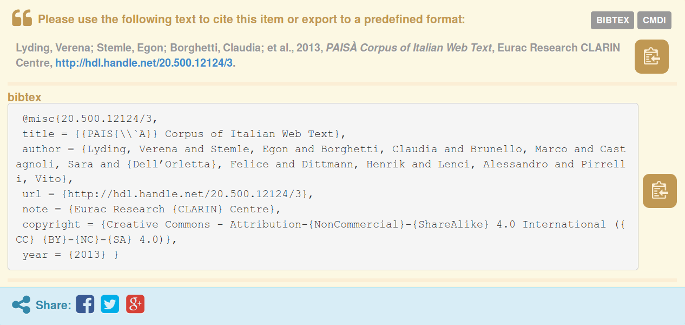 Please use the following text to cite this item or export to a predefined format:
BIBTEX CMDI
Lyding, Verena; Stemle, Egon; Borghetti, Claudia; et al., 2013, PAISÀ Corpus of Italian Web Text, Eurac Research CLARIN
Centre, http://hdl.handle.net/20.500.12124/3.
bibtex
@misc{20.500.12124/3,
title = {{PAIS{\\`A}} Corpus of Italian Web Text},
author = {Lyding, Verena and Stemle, Egon and Borghetti, Claudia and Brunello, Marco and Cast
agnoli, Sara and {Dell’Orletta}, Felice and Dittmann, Henrik and Lenci, Alessandro and Pirrell
i, Vito},
url = {http://hdl.handle.net/20.500.12124/3},
note = {Eurac Research {CLARIN} Centre},
copyright = {Creative Commons - Attribution-{NonCommercial}-{ShareAlike} 4.0 International ({
CC} {BY}-{NC}-{SA} 4.0)},
year = {2013} }
Share: